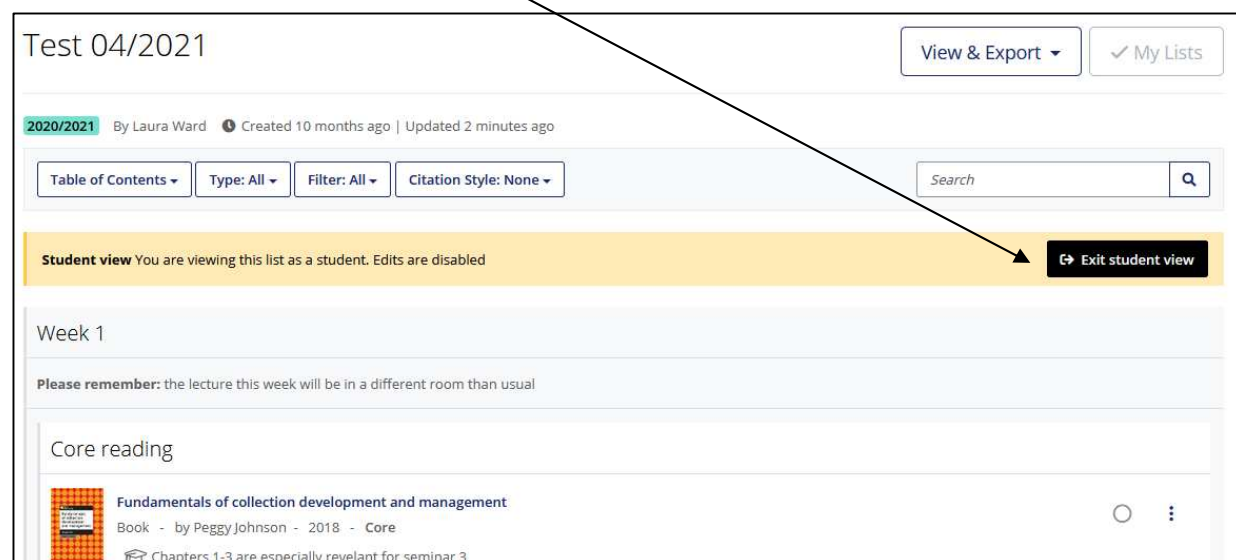 Test 04/2021
View & Export
My Lists
2020/2021 By Laura Ward Created 10 months ago | Updated 2 minutes ago
Table of Contents Type: All Filter: All Citation Style: None Search
Student view You are viewing this list as a student. Edits are disabled Exit student view
Week 1
Please remember: the lecture this week will be in a different room than usual
Core reading
Fundamentals of collection development and management
Book - by Peggy Johnson - 2018 - Core
Chapters 1-3 are especially revelant for seminar 3